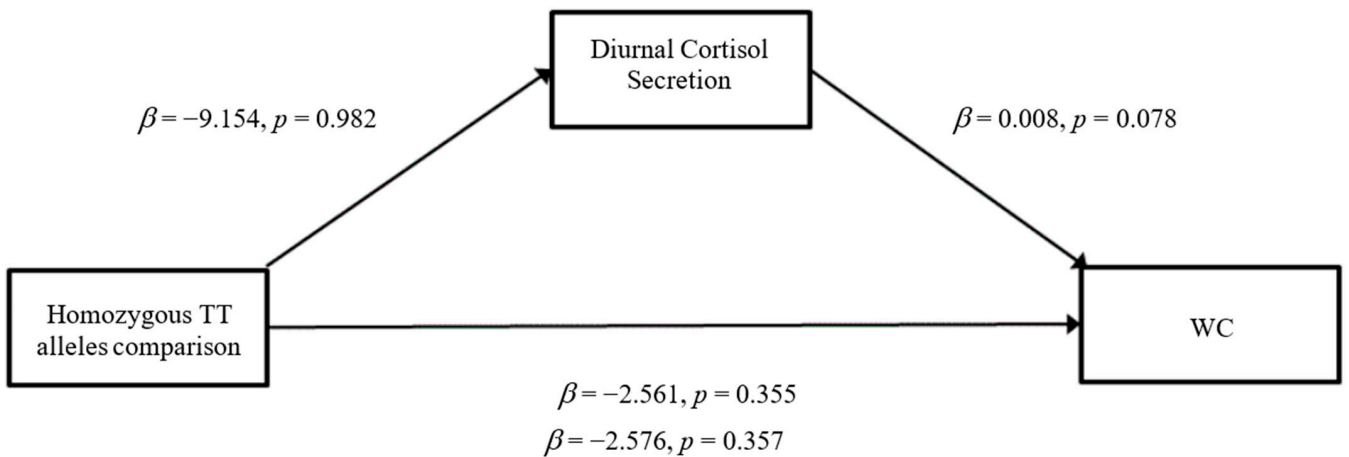 Diurnal Cortisol
Secretion
β = −9.154, p = 0.982
β = 0.008, p = 0.078
Homozygous TT
alleles comparison
WC
β = −2.561, p = 0.355
β = −2.576, p = 0.357